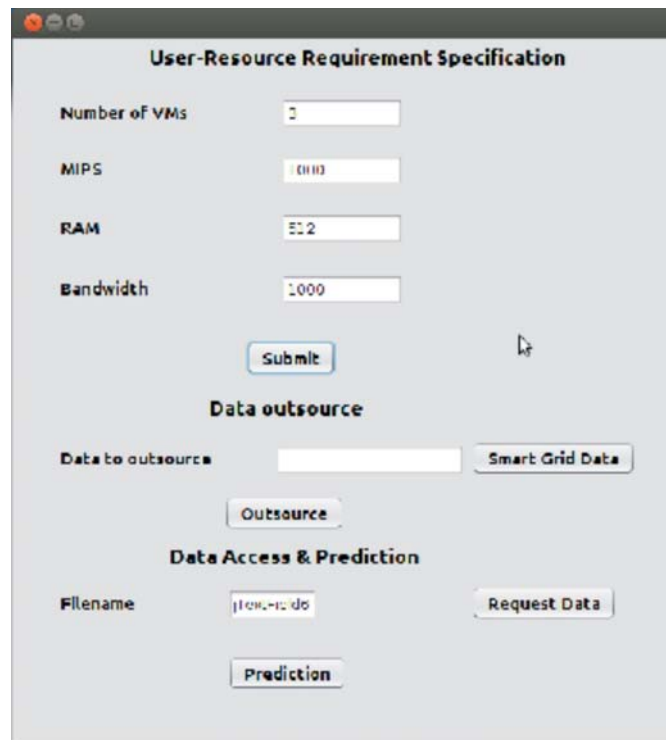 User-Resource Requirement Specification
Number of VMs
MIPS 1000
RAM 512
Bandwidth 1000
Submit
Data outsource
Data to outsource Smart Grid Data
Outsource
Data Access & Prediction
Filename Request Data
Prediction